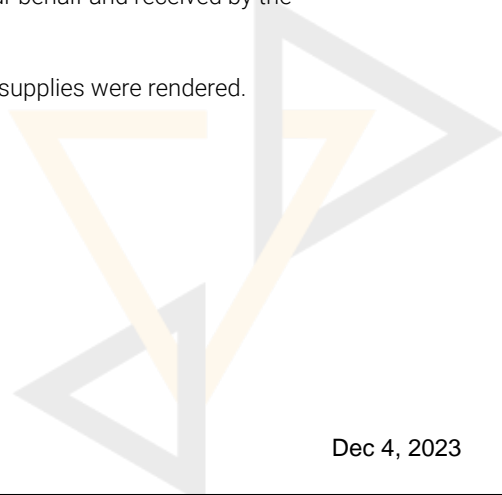 behalf and received by the
supplies were rendered.
Dec 4, 2023